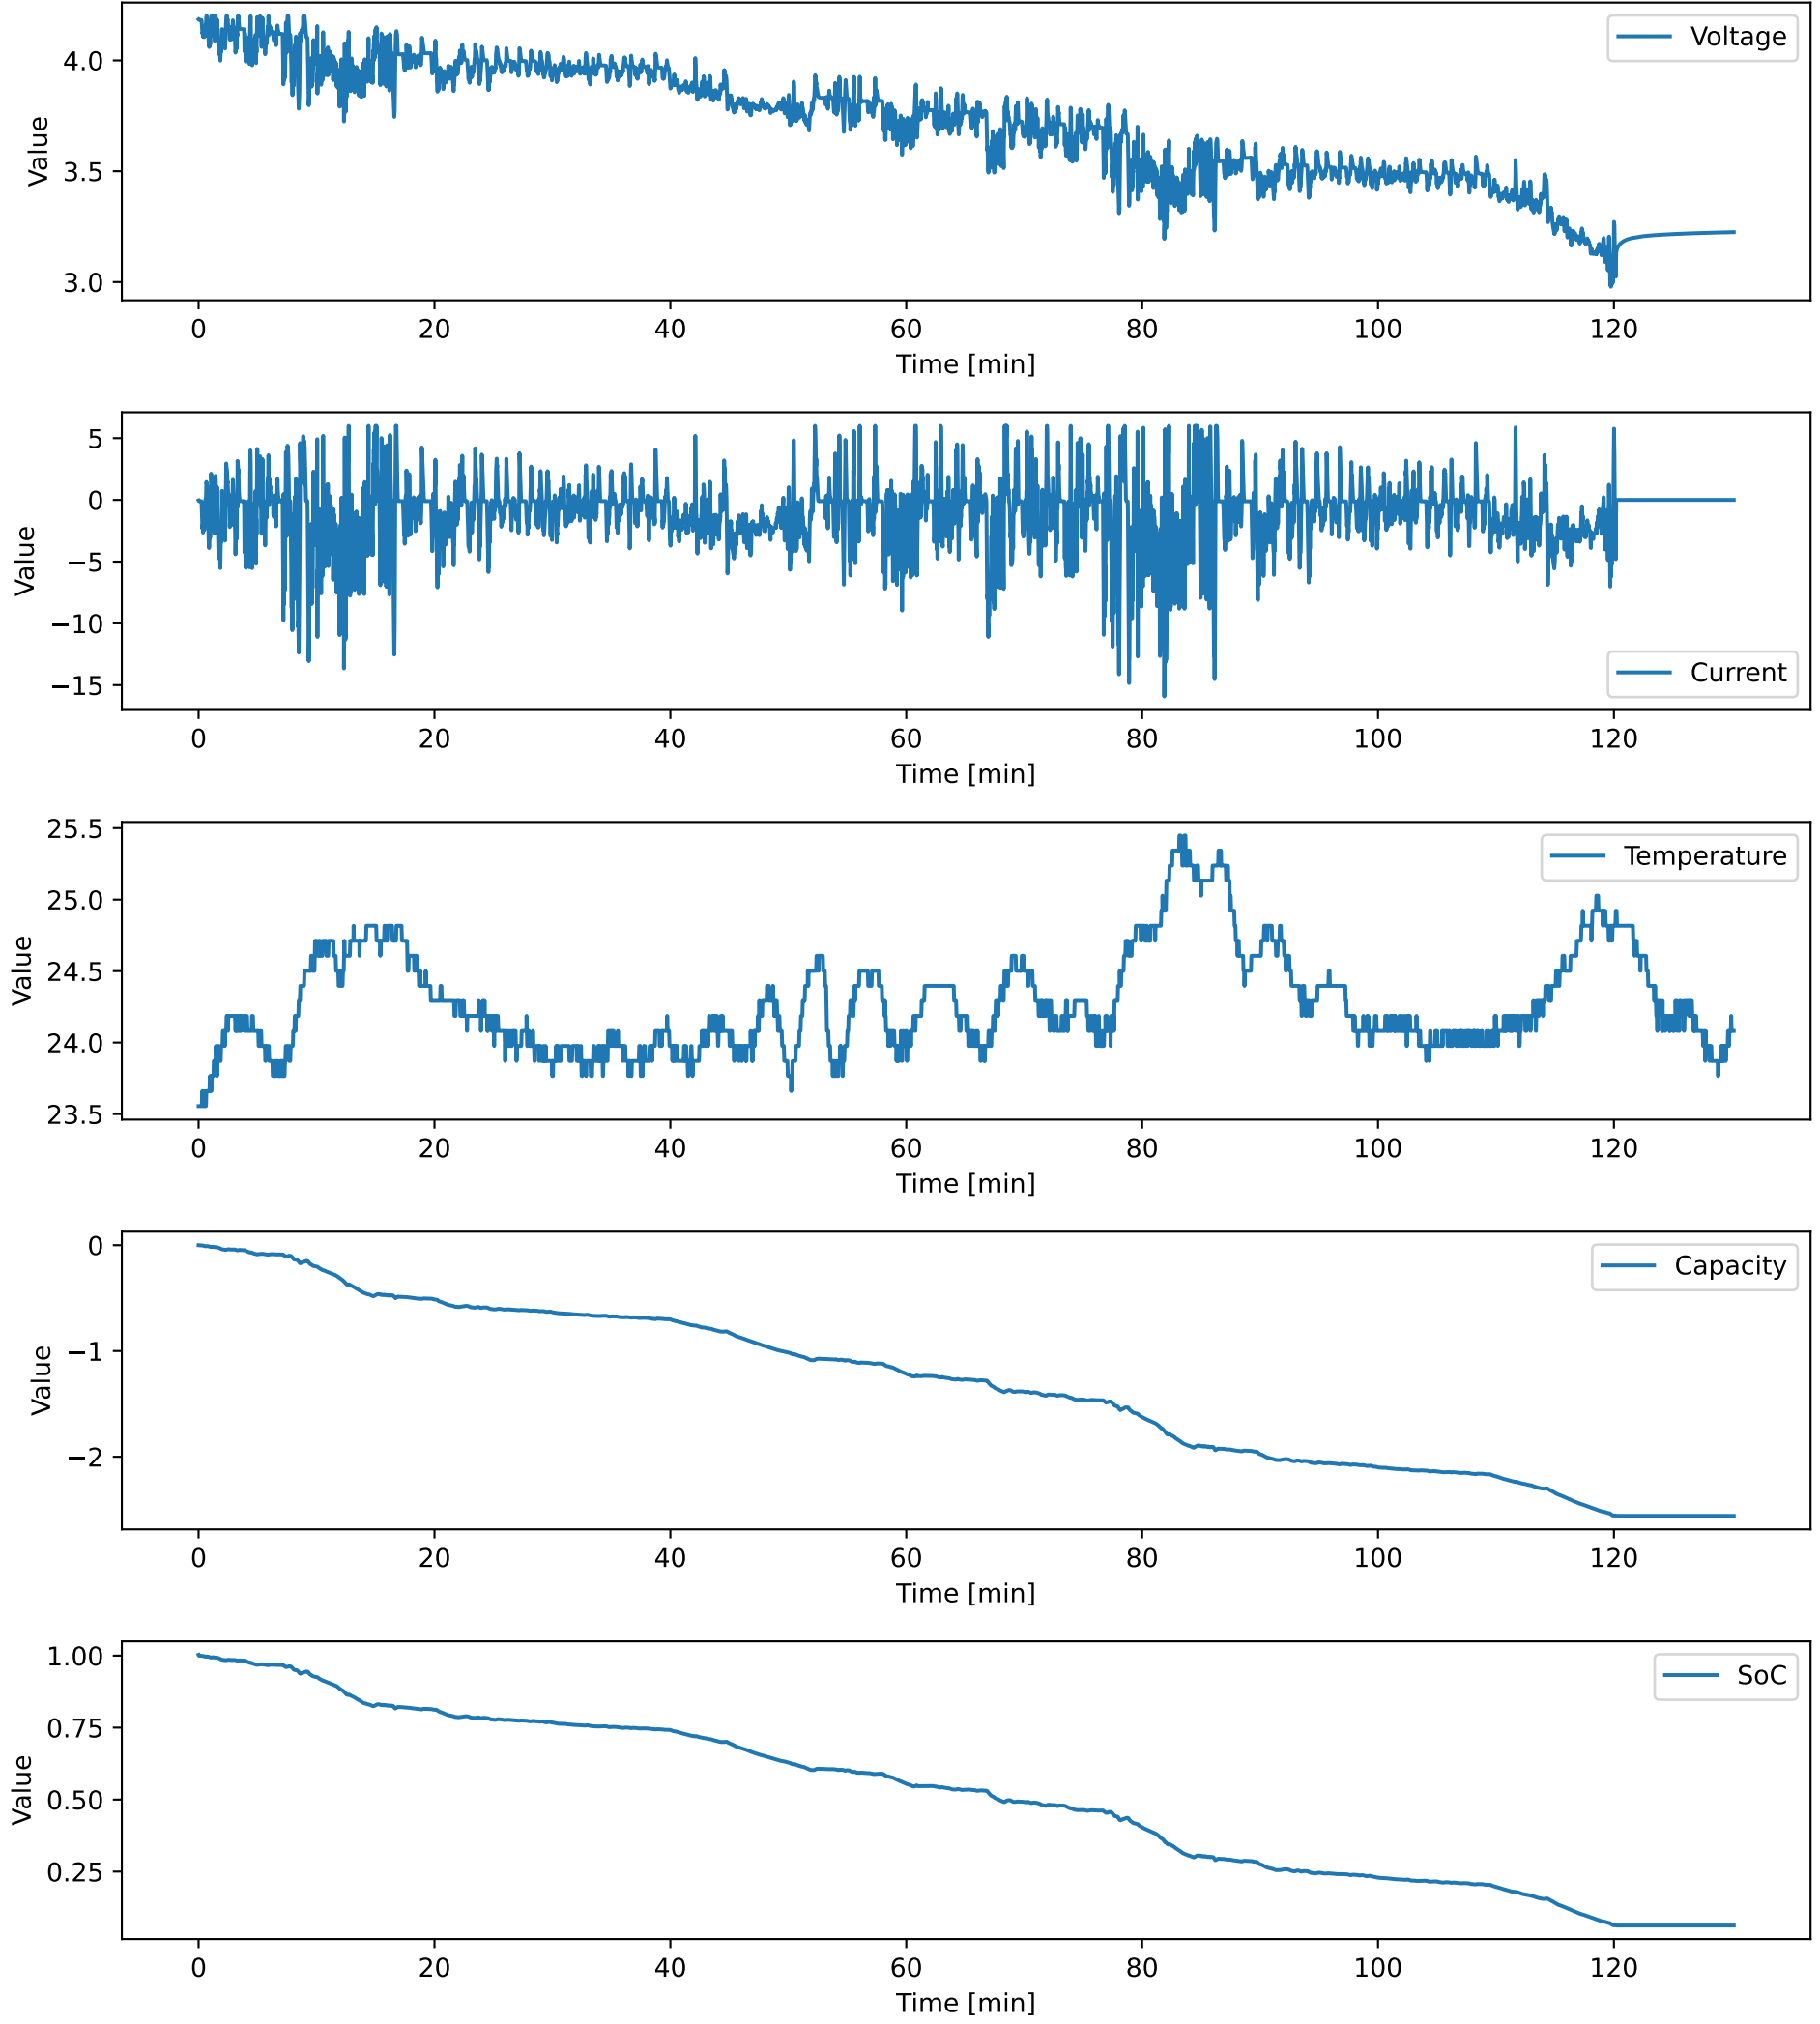 Voltage
4.0
3.5
3.0
Value
0 20 40 60 80 100 120
Time [min]
5
0
−5
−10
−15
Value
Current
0 20 40 60 80 100 120
Time [min]
25.5
25.0
24.5
24.0
23.5
Value
Temperature
0 20 40 60 80 100 120
Time [min]
0
−1
−2
Value
Capacity
0 20 40 60 80 100 120
Time [min]
1.00
0.75
0.50
0.25
Value
SoC
0 20 40 60 80 100 120
Time [min]